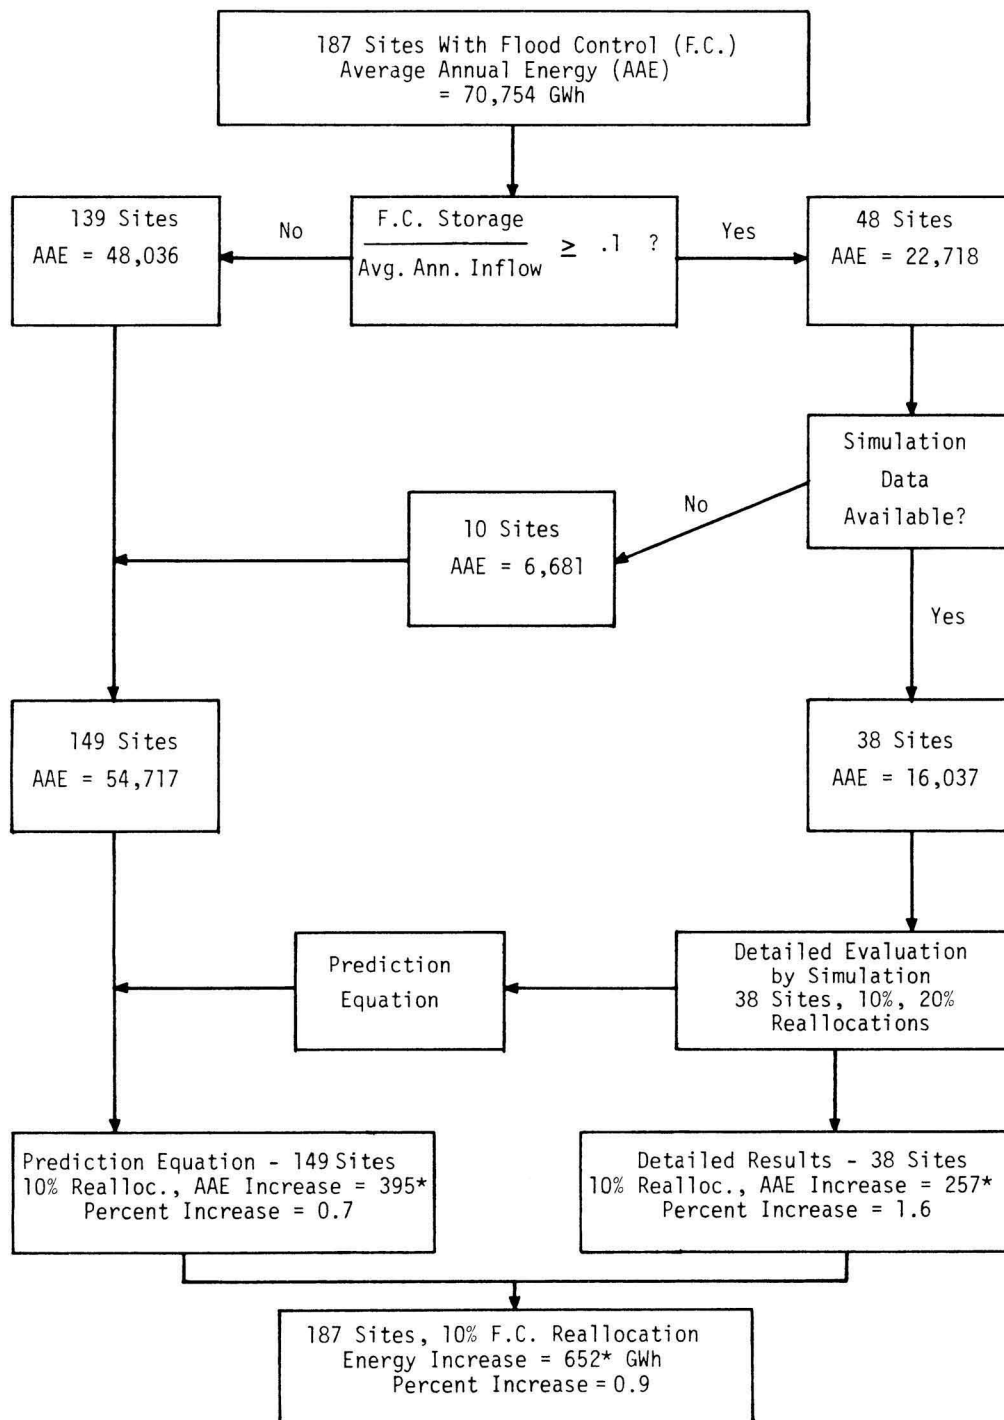 187 Sites With Flood Control (F.C.)
Average Annual Energy (AAE)
= 70,754 GWh
139 Sites
AAE = 48,036
No
F.C. Storage
Avg. Ann. Inflow
≥ .1 ?
Yes
48 Sites
AAE = 22,718
Simulation
Data
Available?
No
10 Sites
AAE = 6,681
Yes
149 Sites
AAE = 54,717
38 Sites
AAE = 16,037
Prediction
Equation
Detailed Evaluation
by Simulation
38 Sites, 10%, 20%
Reallocations
Prediction Equation - 149 Sites
10% Realloc., AAE Increase = 395*
Percent Increase = 0.7
Detailed Results - 38 Sites
10% Realloc., AAE Increase = 257*
Percent Increase = 1.6
187 Sites, 10% F.C. Reallocation
Energy Increase = 652* GWh
Percent Increase = 0.9